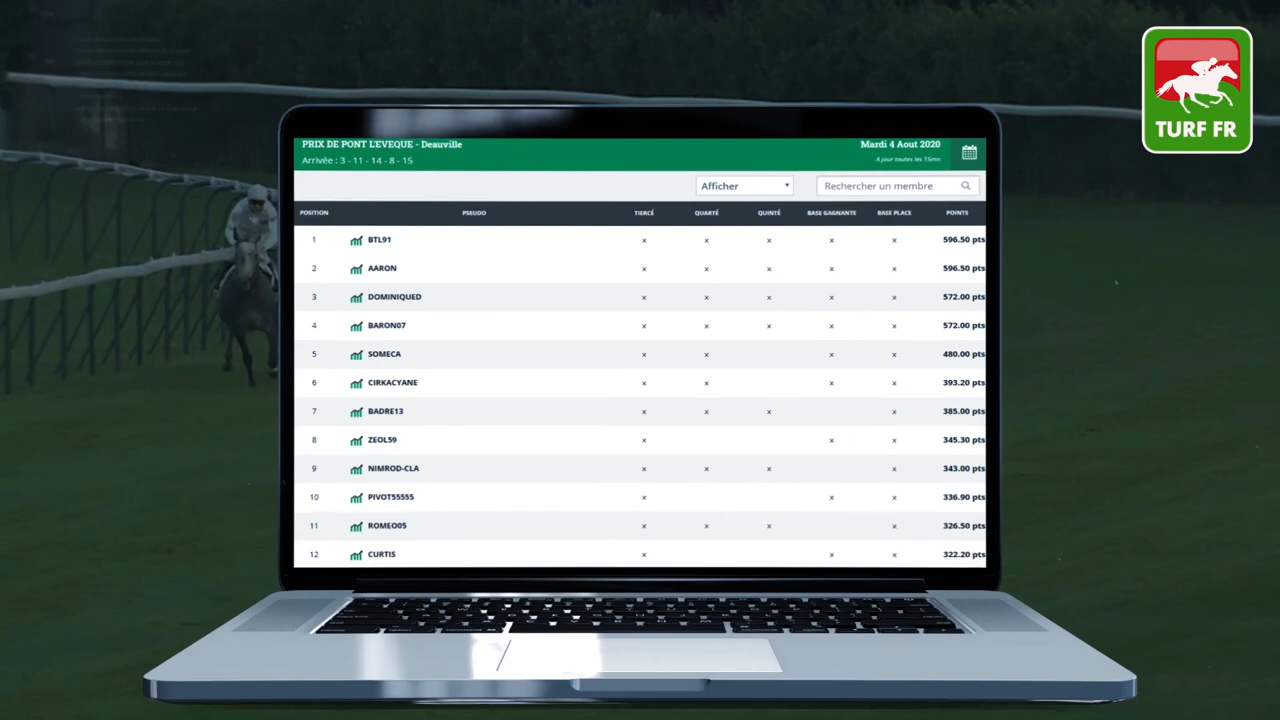 TURF FR
PRIX DE PONT L'EVEQUE - Deauville
Mardi 4 Aout 2020
Arrivée : 3 - 11 - 14 - 8 - 15
A jour toutes les 15mn
Afficher
Rechercher un membre
POSITION PSEUDO TIERCÉ QUARTÉ QUINTÉ BASE GAGNANTE BASE PLACE POINTS
1 BTL91 x x x x x 596.50 pts
2 AARON x x x x x 596.50 pts
3 DOMINIQUED x x x x x 572.00 pts
4 BARON07 x x x x x 572.00 pts
5 SOMECA x x x x 480.00 pts
6 CIRKACYANE x x x x 393.20 pts
7 BADRE13 x x x x 385.00 pts
8 ZEOL59 x x x 345.30 pts
9 NIMROD-CLA x x x x 343.00 pts
10 PIVOT55555 x x x 336.90 pts
11 ROMEO05 x x x x 326.50 pts
12 CURTIS x x x 322.20 pts